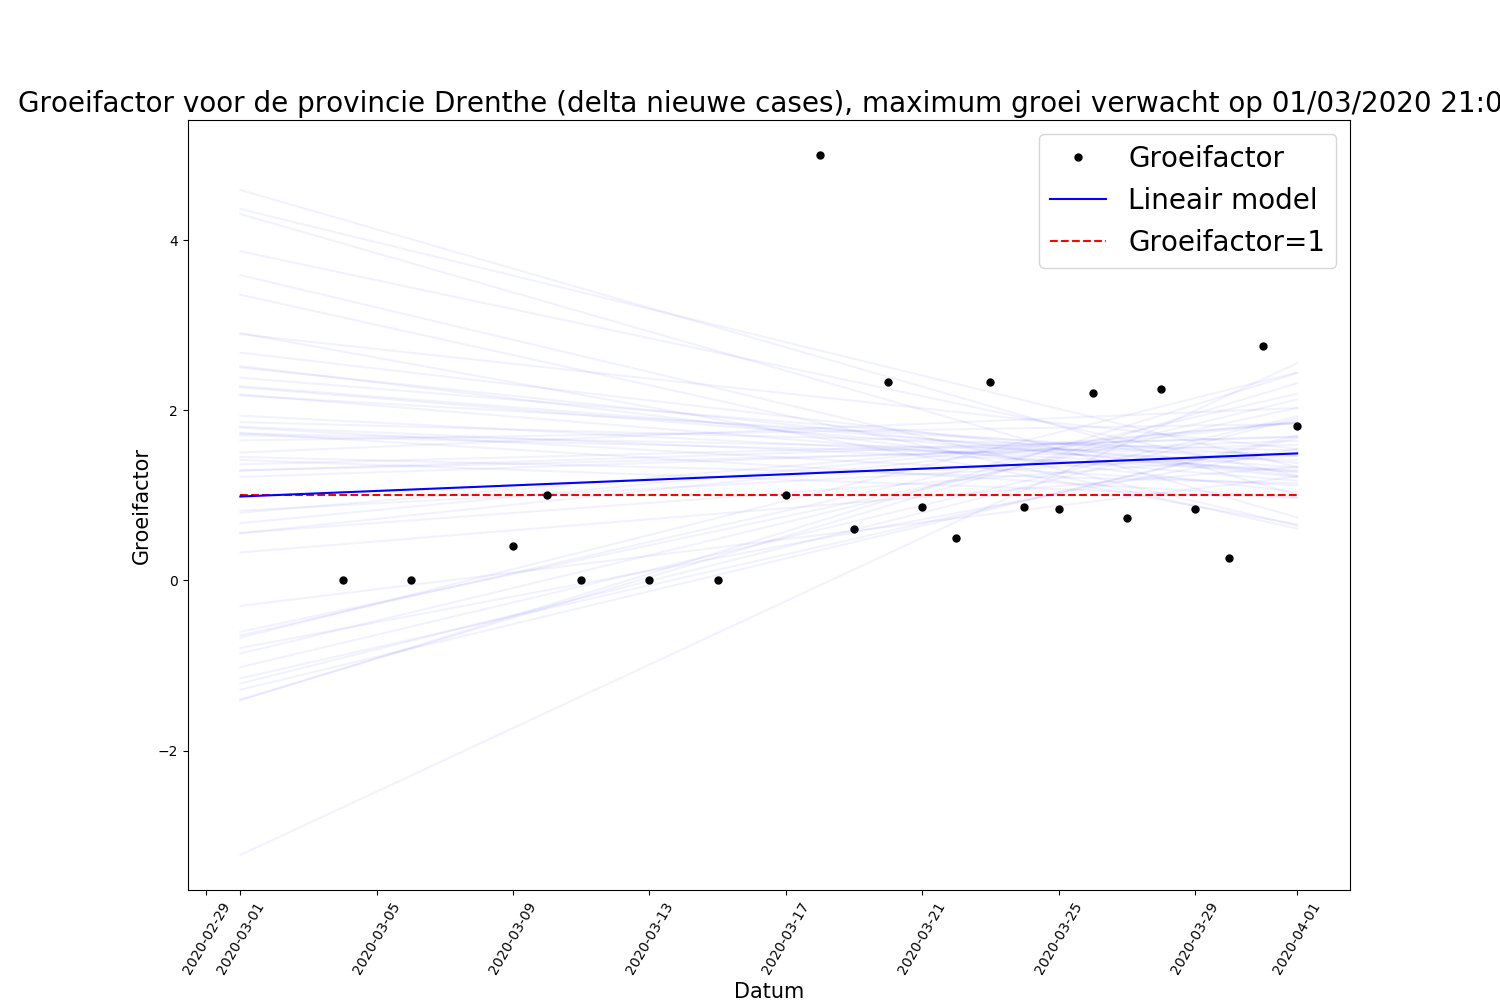 Groeifactor voor de provincie Drenthe (delta nieuwe cases), maximum groei verwacht op 01/03/2020 21:0
Groeifactor
Lineair model
Groeifactor=1
Groeifactor
4
2
0
−2
2020-02-29
2020-03-01
2020-03-05
2020-03-09
2020-03-13
2020-03-17
2020-03-21
2020-03-25
2020-03-29
2020-04-01
Datum